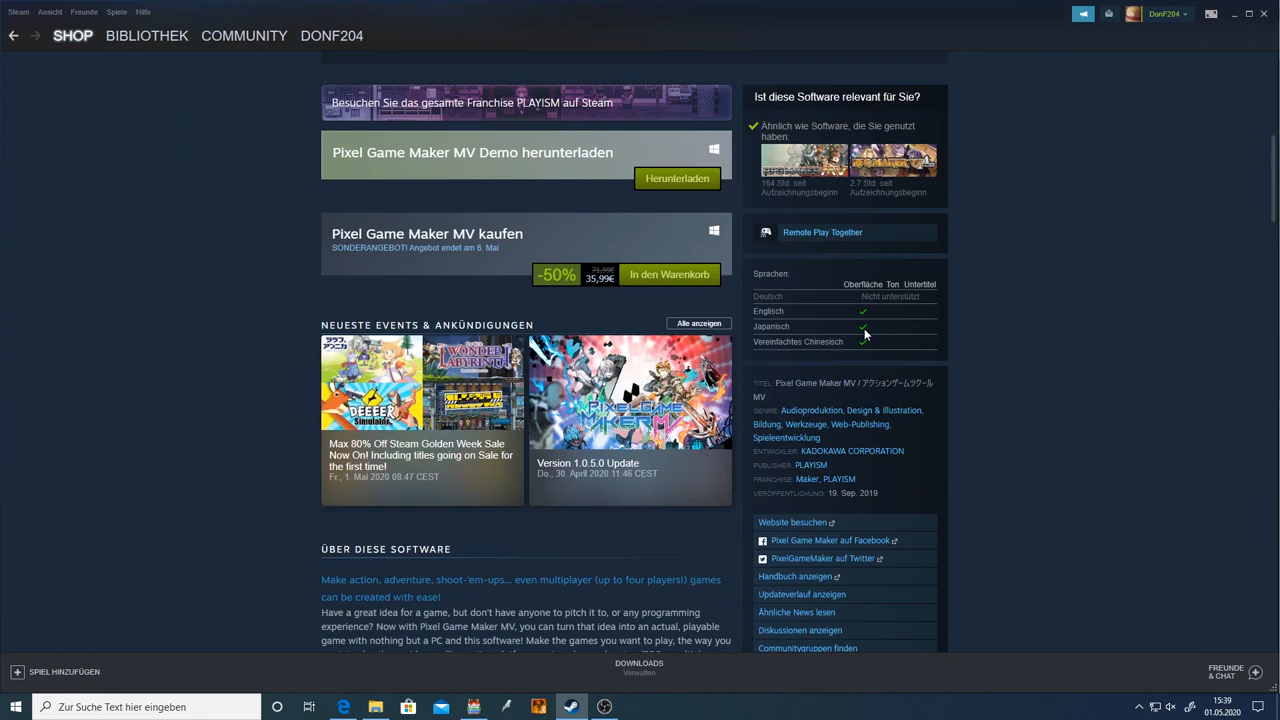 Steam Ansicht Freunde Spiele Hilfe
DonF204
SHOP BIBLIOTHEK COMMUNITY DONF204
Besuchen Sie das gesamte Franchise PLAYISM auf Steam
Pixel Game Maker MV Demo herunterladen
Herunterladen
Pixel Game Maker MV kaufen
SONDERANGEBOT! Angebot endet am 6. Mai
-50%
71,99€
35,99€
In den Warenkorb
NEUESTE EVENTS & ANKÜNDIGUNGEN
Alle anzeigen
WONDER
LABYRINTH
DEEEER
Simulator
PIXEL GAME
MAKER MV
Max 80% Off Steam Golden Week Sale
Now On! Including titles going on Sale for
the first time!
Fr., 1. Mai 2020 08:47 CEST
Version 1.0.5.0 Update
Do., 30. April 2020 11:46 CEST
ÜBER DIESE SOFTWARE
Make action, adventure, shoot-'em-ups... even multiplayer (up to four players!) games
can be created with ease!
Have a great idea for a game, but don't have anyone to pitch it to, or any programming
experience? Now with Pixel Game Maker MV, you can turn that idea into an actual, playable
game with nothing but a PC and this software! Make the games you want to play, the way you
Ist diese Software relevant für Sie?
Ähnlich wie Software, die Sie genutzt
haben:
164 Std. seit
Aufzeichnungsbeginn
2,7 Std. seit
Aufzeichnungsbeginn
Remote Play Together
Sprachen:
Oberfläche Ton Untertitel
Deutsch Nicht unterstützt
Englisch
Japanisch
Vereinfachtes Chinesisch
TITEL: Pixel Game Maker MV / アクションゲームツクール
MV
GENRE: Audioproduktion, Design & Illustration,
Bildung, Werkzeuge, Web-Publishing,
Spieleentwicklung
ENTWICKLER: KADOKAWA CORPORATION
PUBLISHER: PLAYISM
FRANCHISE: Maker, PLAYISM
VERÖFFENTLICHUNG: 19. Sep. 2019
Website besuchen
Pixel Game Maker auf Facebook
PixelGameMaker auf Twitter
Handbuch anzeigen
Updateverlauf anzeigen
Ähnliche News lesen
Diskussionen anzeigen
Communitygruppen finden
SPIEL HINZUFÜGEN
DOWNLOADS
Verwalten
FREUNDE
& CHAT
Zur Suche Text hier eingeben
15:39
01.05.2020